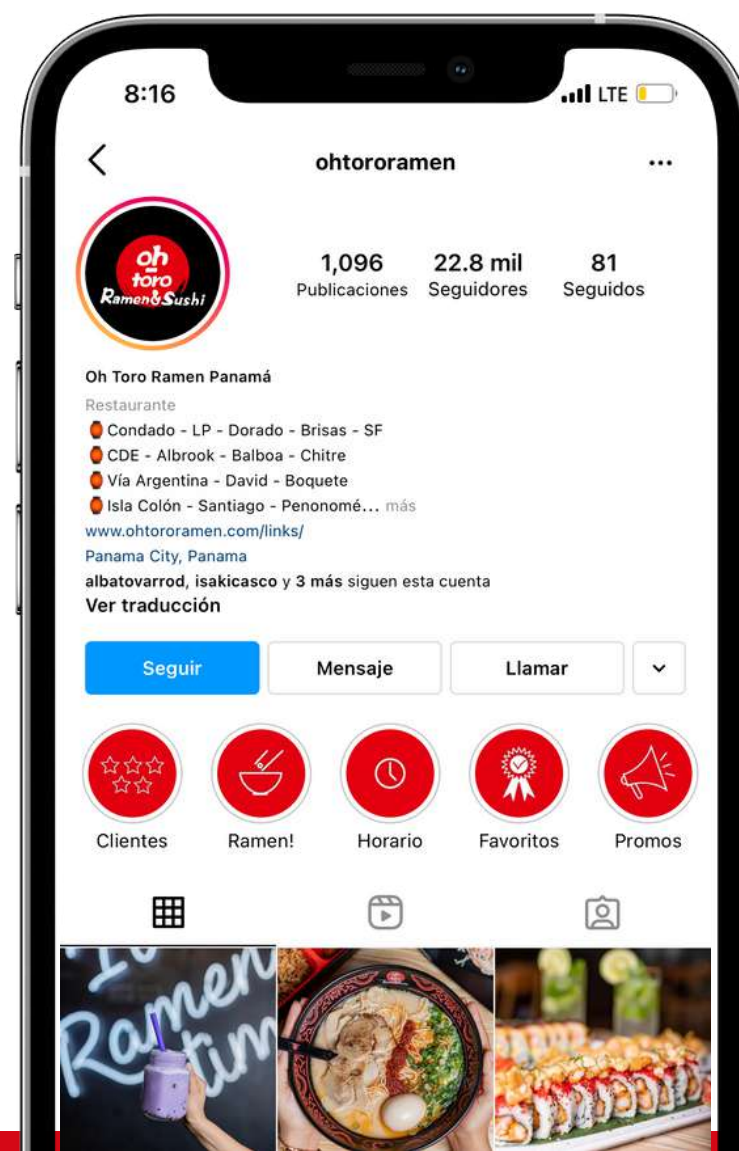 8:16
LTE
ohtororamen
oh
toro
Ramen&Sushi
1,096 22.8 mil 81
Publicaciones Seguidores Seguidos
Oh Toro Ramen Panamá
Restaurante
Condado - LP - Dorado - Brisas - SF
CDE - Albrook - Balboa - Chitre
Vía Argentina - David - Boquete
Isla Colón - Santiago - Penonomé... más
www.ohtororamen.com/links/
Panama City, Panama
albatovarrod, isakicasco y 3 más siguen esta cuenta
Ver traducción
Seguir Mensaje Llamar
Clientes Ramen! Horario Favoritos Promos
Ramen
tim